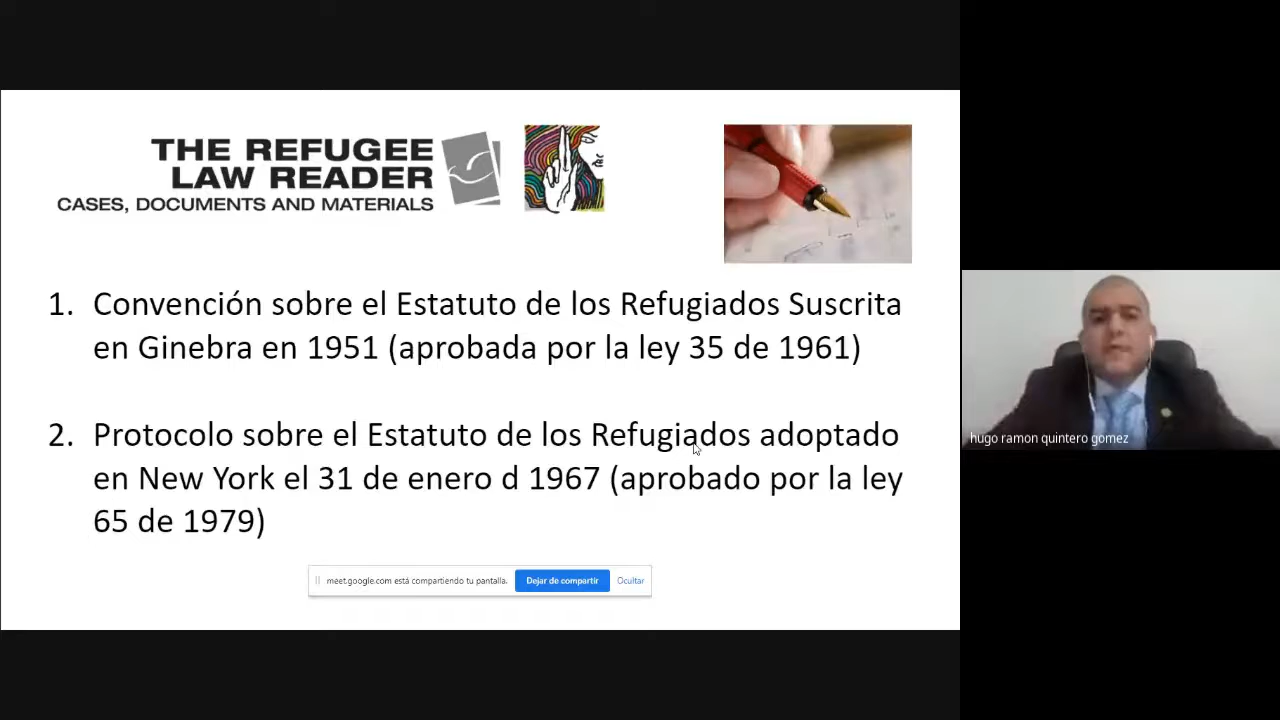 THE REFUGEE
LAW READER
CASES, DOCUMENTS AND MATERIALS
1. Convención sobre el Estatuto de los Refugiados Suscrita
en Ginebra en 1951 (aprobada por la ley 35 de 1961)
2. Protocolo sobre el Estatuto de los Refugiados adoptado
en New York el 31 de enero d 1967 (aprobado por la ley
65 de 1979)
meet.google.com está compartiendo tu pantalla. Dejar de compartir Ocultar
hugo ramon quintero gomez